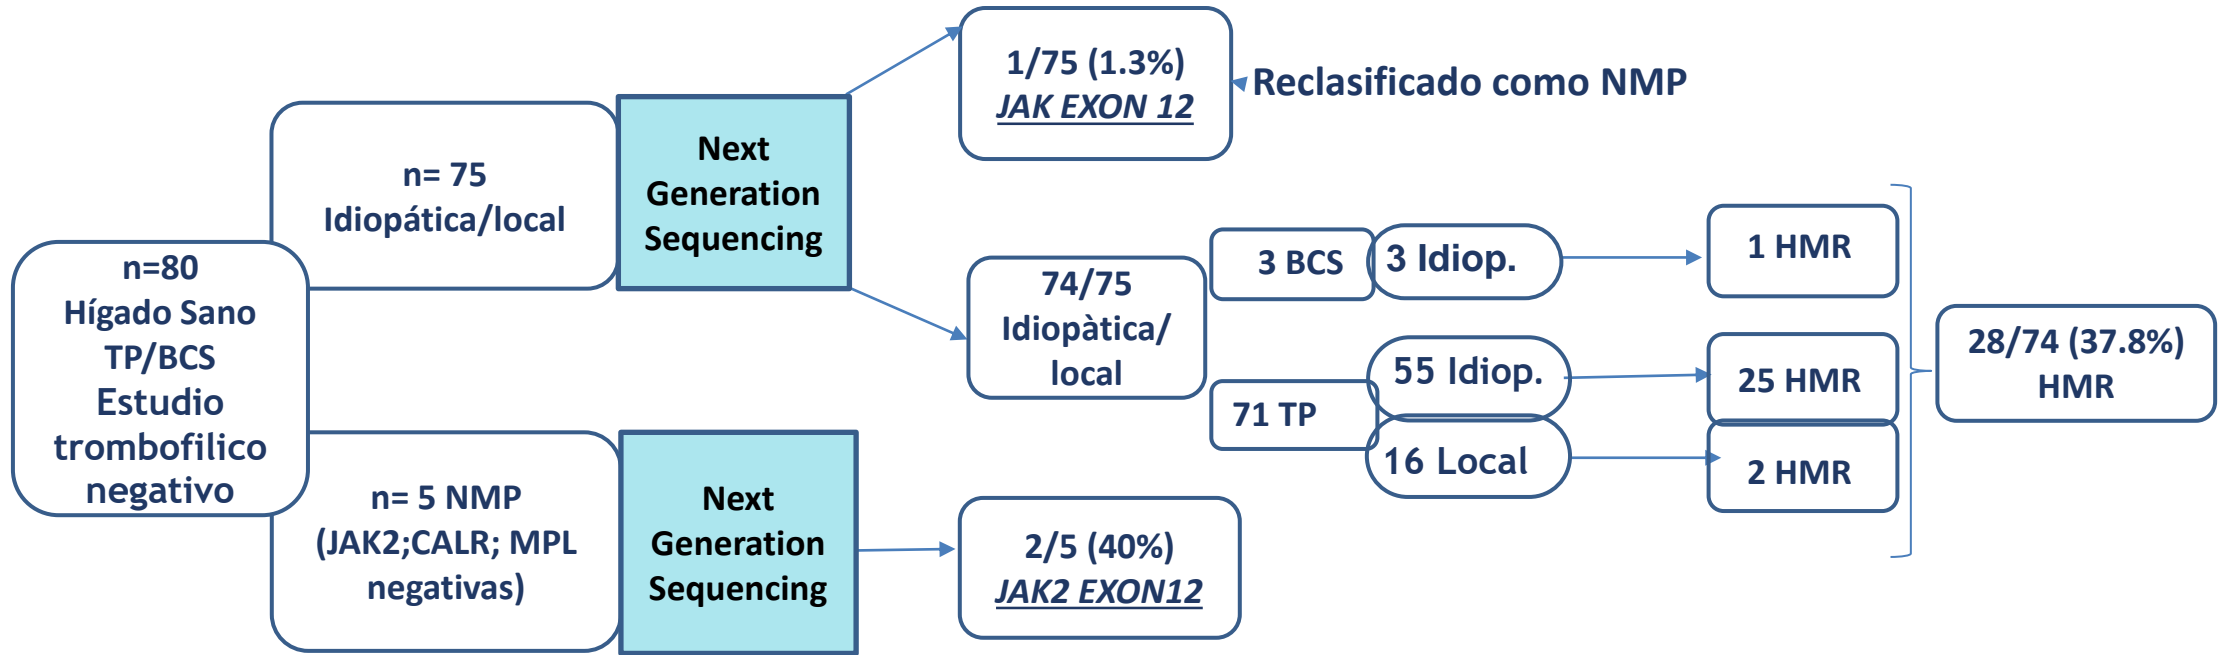 n=80
Hígado Sano
TP/BCS
Estudio
trombofilico
negativo
n= 75
Idiopática/local
Next
Generation
Sequencing
1/75 (1.3%)
JAK EXON 12
Reclasificado como NMP
74/75
Idiopàtica/
local
3 BCS
3 Idiop.
1 HMR
71 TP
55 Idiop.
25 HMR
16 Local
2 HMR
28/74 (37.8%)
HMR
n= 5 NMP
(JAK2;CALR; MPL
negativas)
Next
Generation
Sequencing
2/5 (40%)
JAK2 EXON12